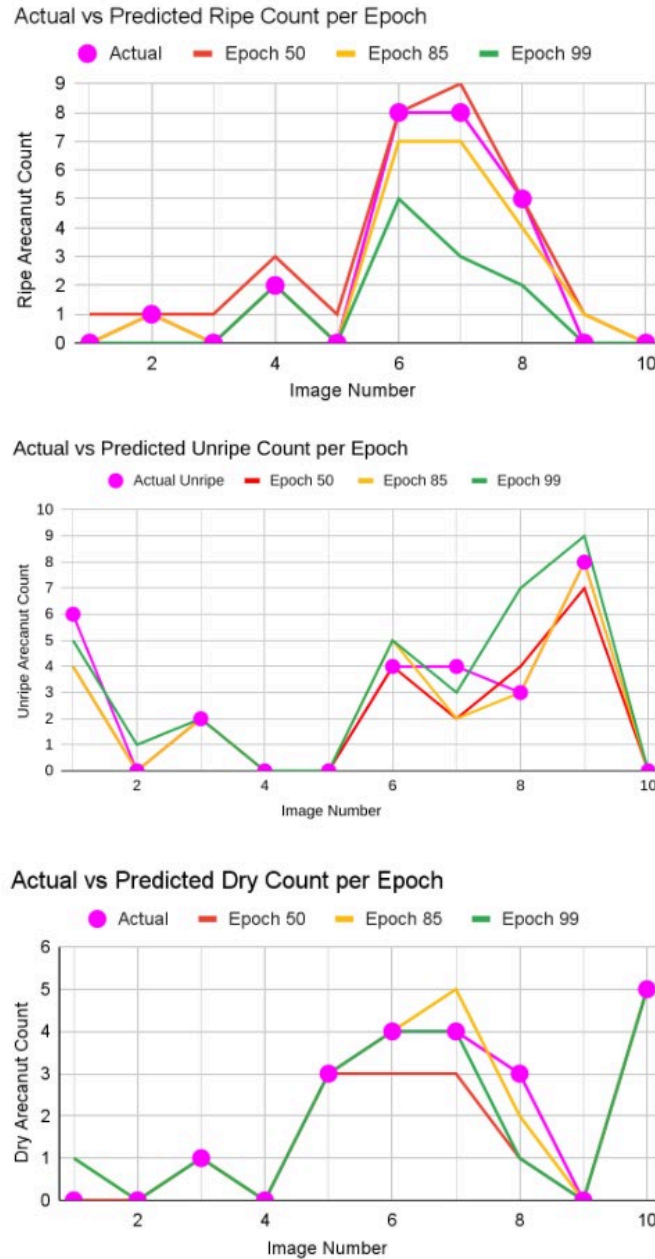 Actual vs Predicted Ripe Count per Epoch
Actual Epoch 50 Epoch 85 Epoch 99
9
8
7
6
5
4
3
2
1
0
Ripe Arecanut Count
2 4 6 8 10
Image Number
Actual vs Predicted Unripe Count per Epoch
Actual Unripe Epoch 50 Epoch 85 Epoch 99
10
9
8
7
6
5
4
3
2
1
0
Unripe Arecanut Count
2 4 6 8 10
Image Number
Actual vs Predicted Dry Count per Epoch
Actual Epoch 50 Epoch 85 Epoch 99
6
5
4
3
2
1
0
Dry Arecanut Count
2 4 6 8 10
Image Number